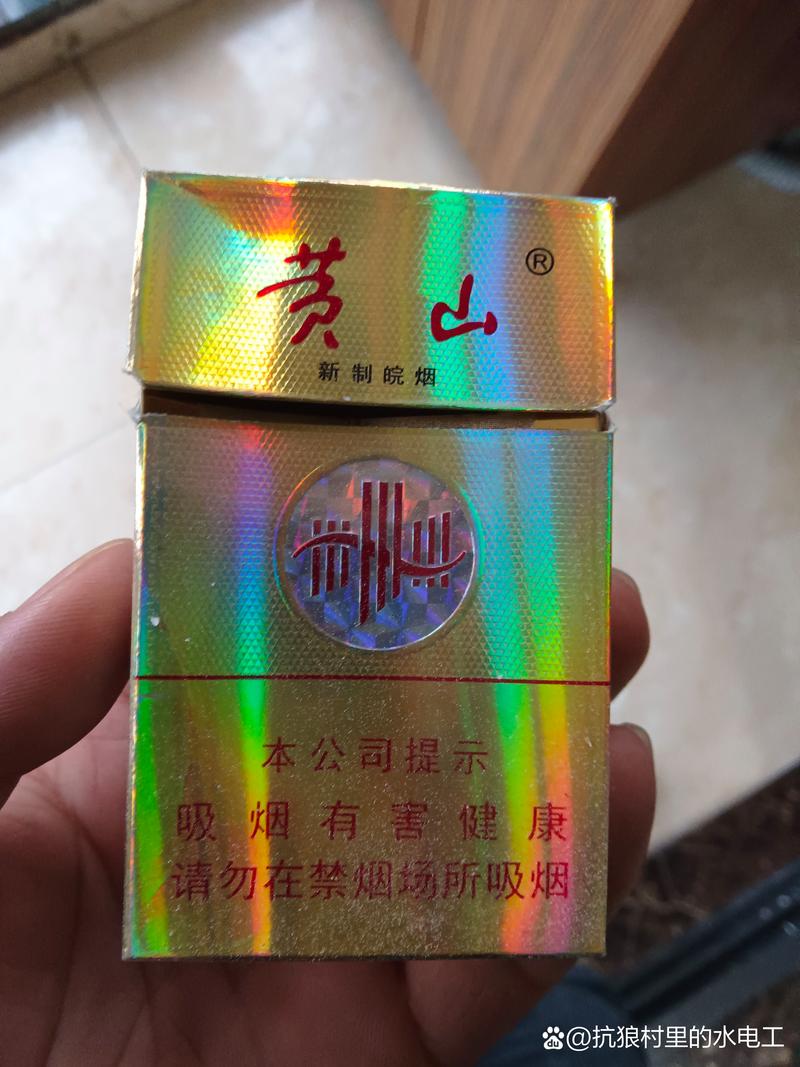 黄山®
新制皖烟
本公司提示
吸烟有害健康
请勿在禁烟场所吸烟
du@抗狼村里的水电工